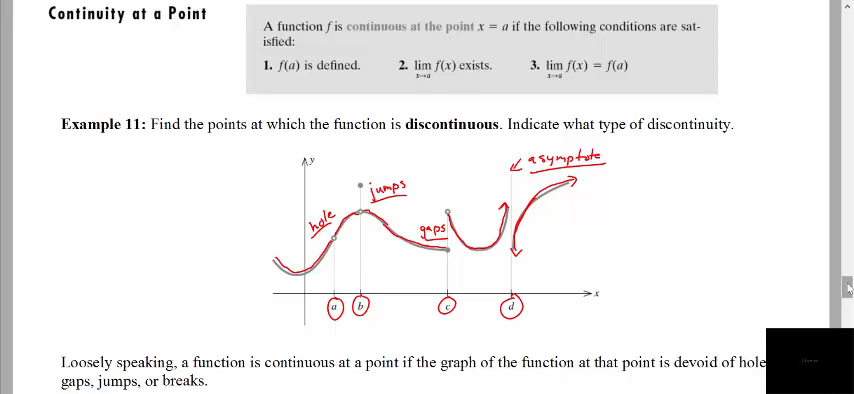 Continuity at a Point
A function f is continuous at the point x = a if the following conditions are sat-
isfied:
1. f(a) is defined. 2. lim f(x) exists. 3. lim f(x) = f(a)
x→a x→a
Example 11: Find the points at which the function is discontinuous. Indicate what type of discontinuity.
y
asymptote
jumps
hole
gaps
x
a b c d
Loosely speaking, a function is continuous at a point if the graph of the function at that point is devoid of hole
gaps, jumps, or breaks.